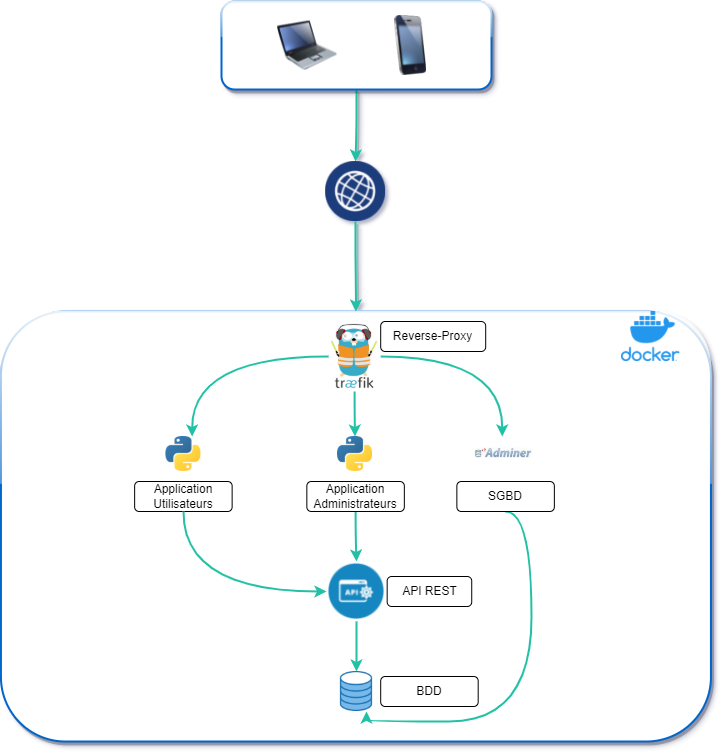 Reverse-Proxy
docker
træfik
Adminer
Application
Utilisateurs
Application
Administrateurs
SGBD
API
API REST
BDD